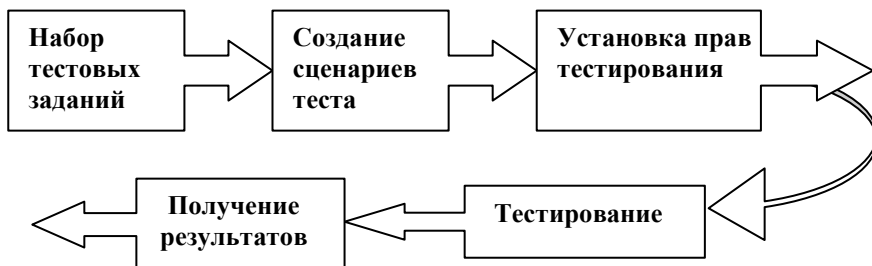 Набор
тестовых
заданий
Создание
сценариев
теста
Установка прав
тестирования
Тестирование
Получение
результатов